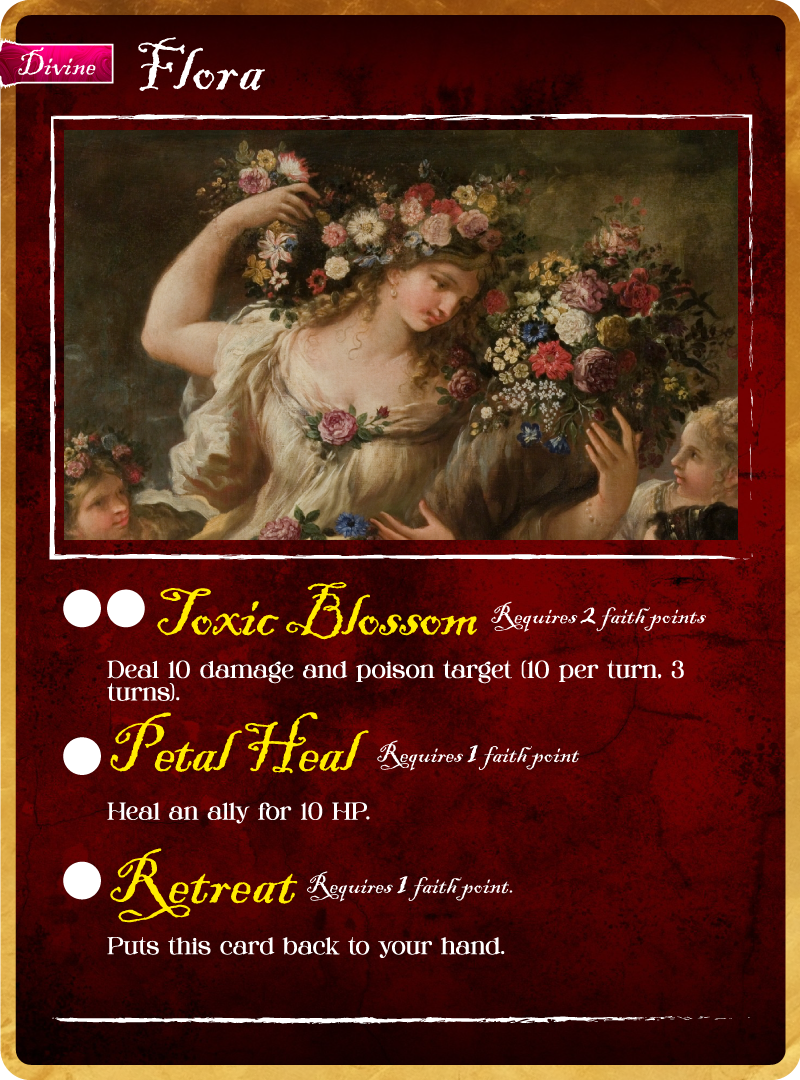 Divine
Flora
Toxic Blossom Requires 2 faith points
Deal 10 damage and poison target (10 per turn, 3
turns).
Petal Heal Requires 1 faith point
Heal an ally for 10 HP.
Retreat Requires 1 faith point.
Puts this card back to your hand.